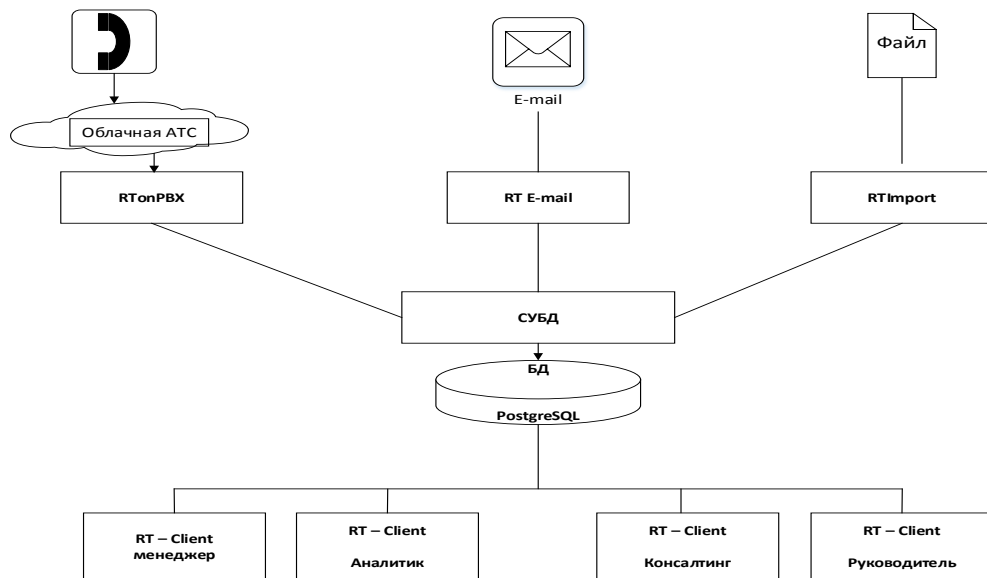 Файл
E-mail
Облачная АТС
RTonPBX
RT E-mail
RTImport
СУБД
БД
PostgreSQL
RT – Client
менеджер
RT – Client
Аналитик
RT – Client
Консалтинг
RT – Client
Руководитель